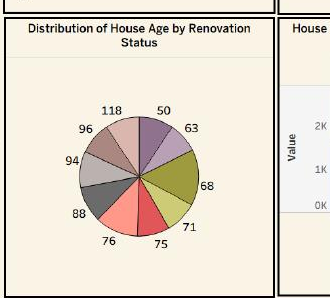 Distribution of House Age by Renovation
Status
118
50
96
63
94
68
88
71
76
75
House
Value
2K
1K
0K